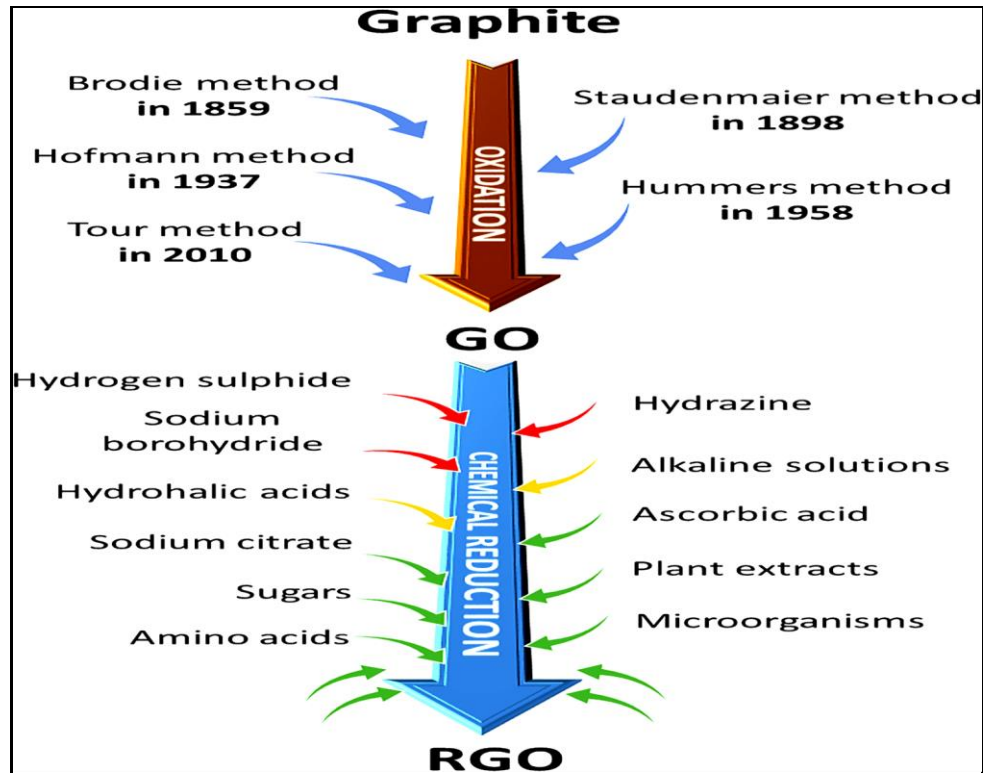 Graphite
Brodie method
in 1859
Staudenmaier method
in 1898
Hofmann method
in 1937
Hummers method
in 1958
Tour method
in 2010
OXIDATION
GO
Hydrogen sulphide
Hydrazine
Sodium
borohydride
Alkaline solutions
Hydrohalic acids
Ascorbic acid
Sodium citrate
Plant extracts
Sugars
Microorganisms
Amino acids
CHEMICAL REDUCTION
RGO